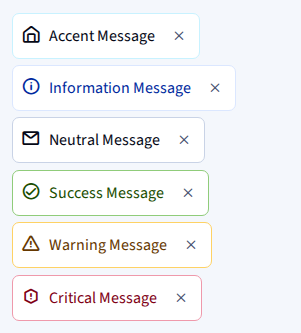 Accent Message
Information Message
Neutral Message
Success Message
Warning Message
Critical Message